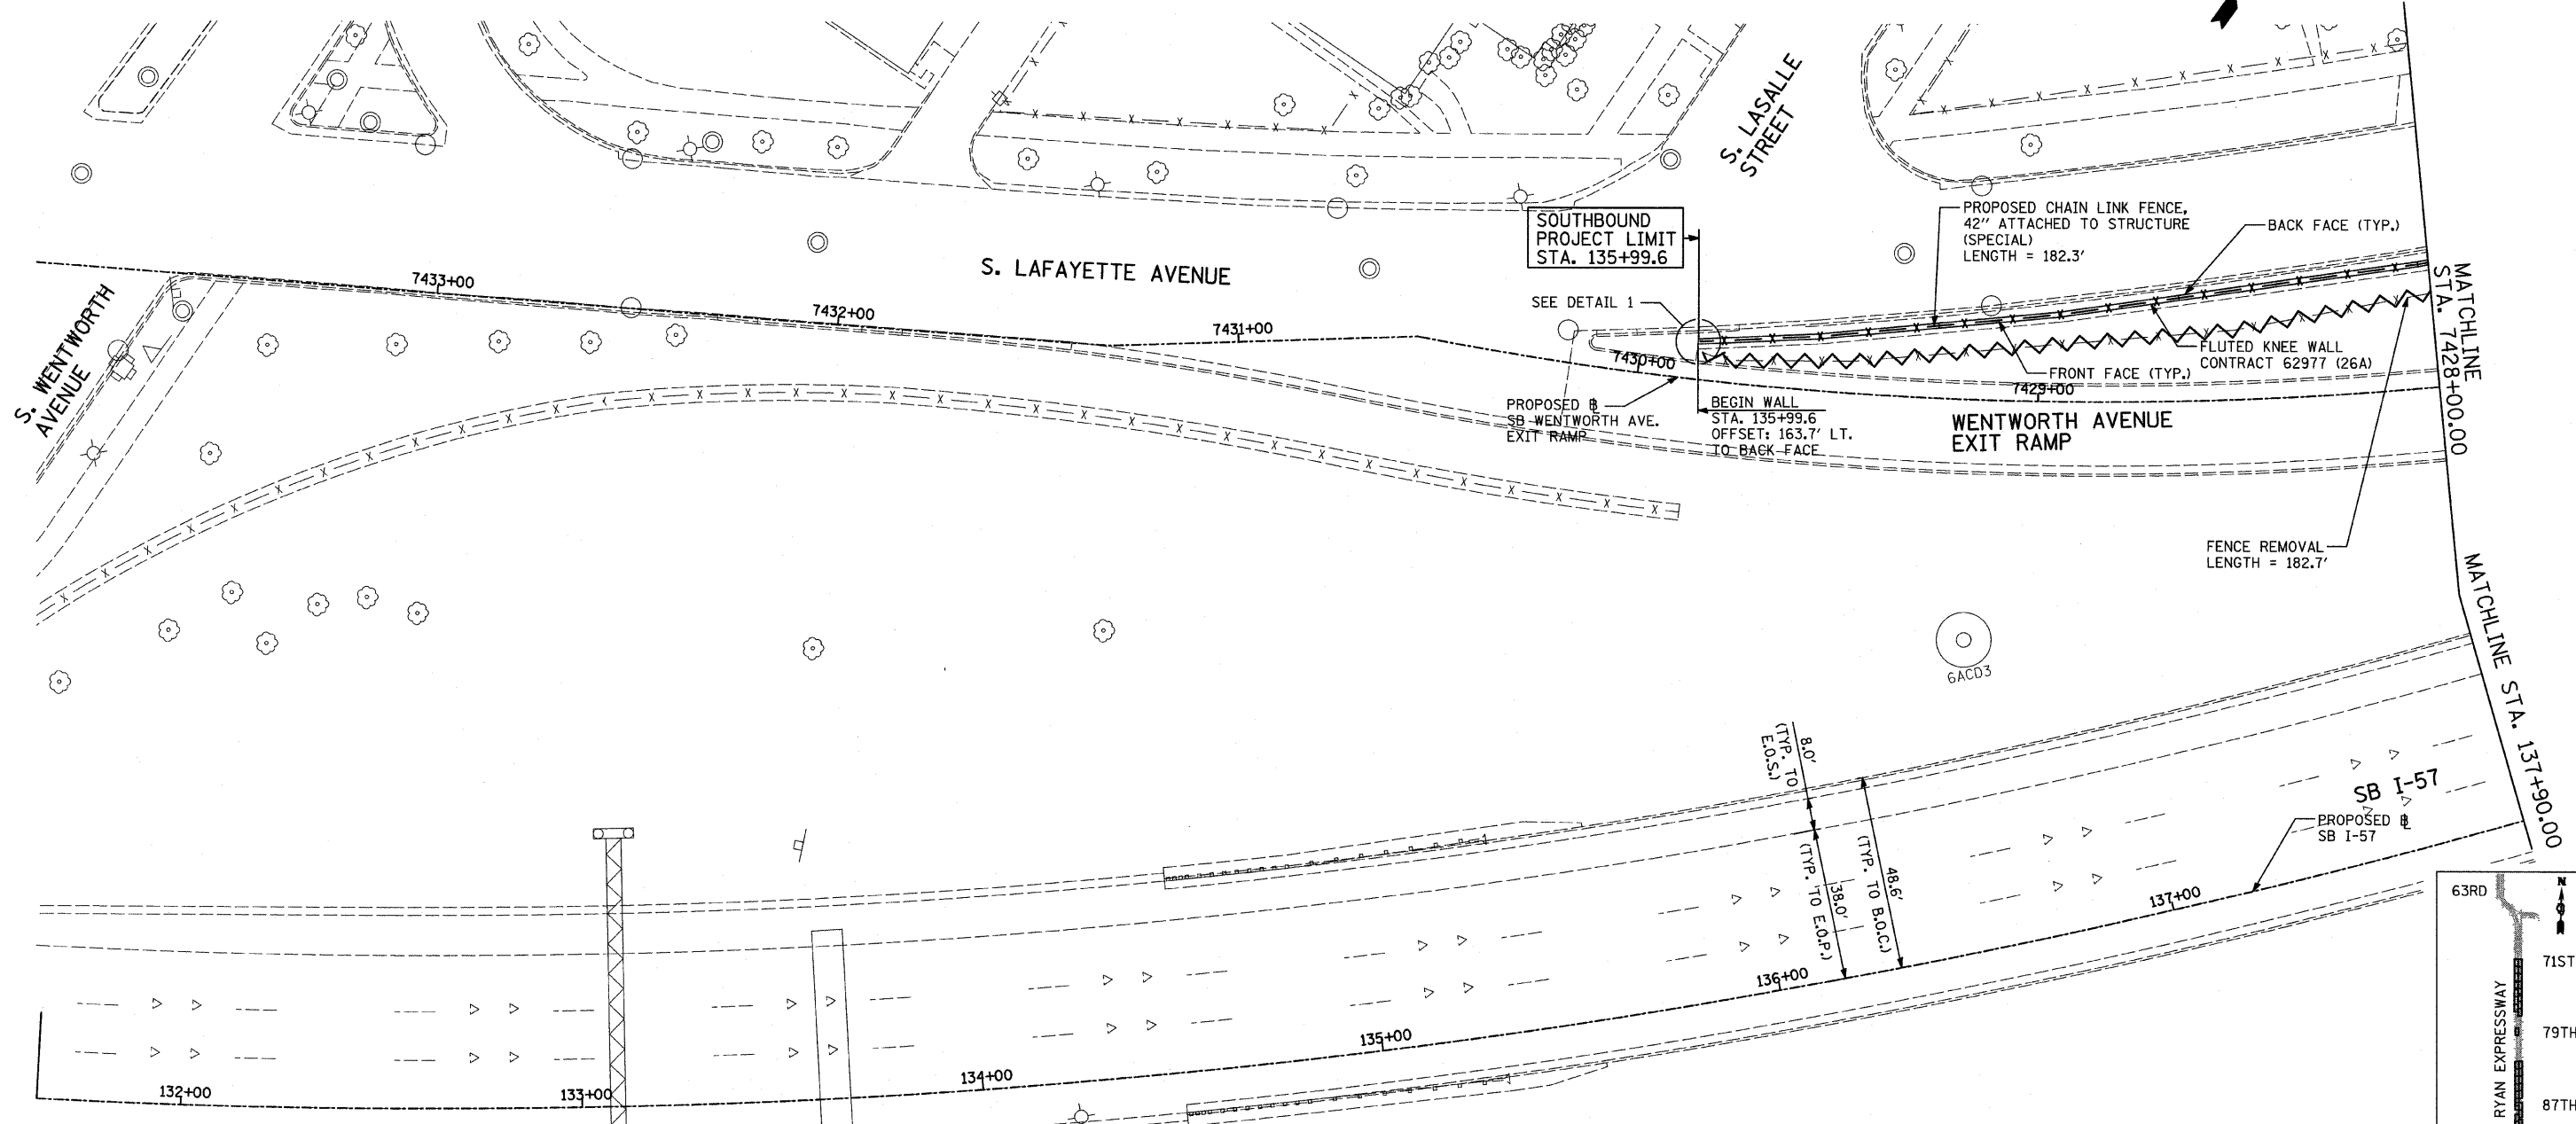 S. LASALLE
STREET
SOUTHBOUND
PROJECT LIMIT
STA. 135+99.6
PROPOSED CHAIN LINK FENCE,
42" ATTACHED TO STRUCTURE
(SPECIAL)
LENGTH = 182.3'
BACK FACE (TYP.)
S. LAFAYETTE AVENUE
7433+00
7432+00
7431+00
7430+00
7429+00
SEE DETAIL 1
S. WENTWORTH
AVENUE
FLUTED KNEE WALL
CONTRACT 62977 (26A)
FRONT FACE (TYP.)
PROPOSED ⅊
SB WENTWORTH AVE.
EXIT RAMP
BEGIN WALL
STA. 135+99.6
OFFSET: 163.7' LT.
TO BACK FACE
WENTWORTH AVENUE
EXIT RAMP
MATCHLINE
STA. 7428+00.00
FENCE REMOVAL
LENGTH = 182.7'
6ACD3
MATCHLINE STA. 137+90.00
8.0'
(TYP. TO
E.O.S.)
38.0'
(TYP. TO E.O.P.)
48.6'
(TYP. TO B.O.C.)
SB I-57
PROPOSED ⅊
SB I-57
132+00
133+00
134+00
135+00
136+00
137+00
63RD
N
71ST
79TH
87TH
RYAN EXPRESSWAY